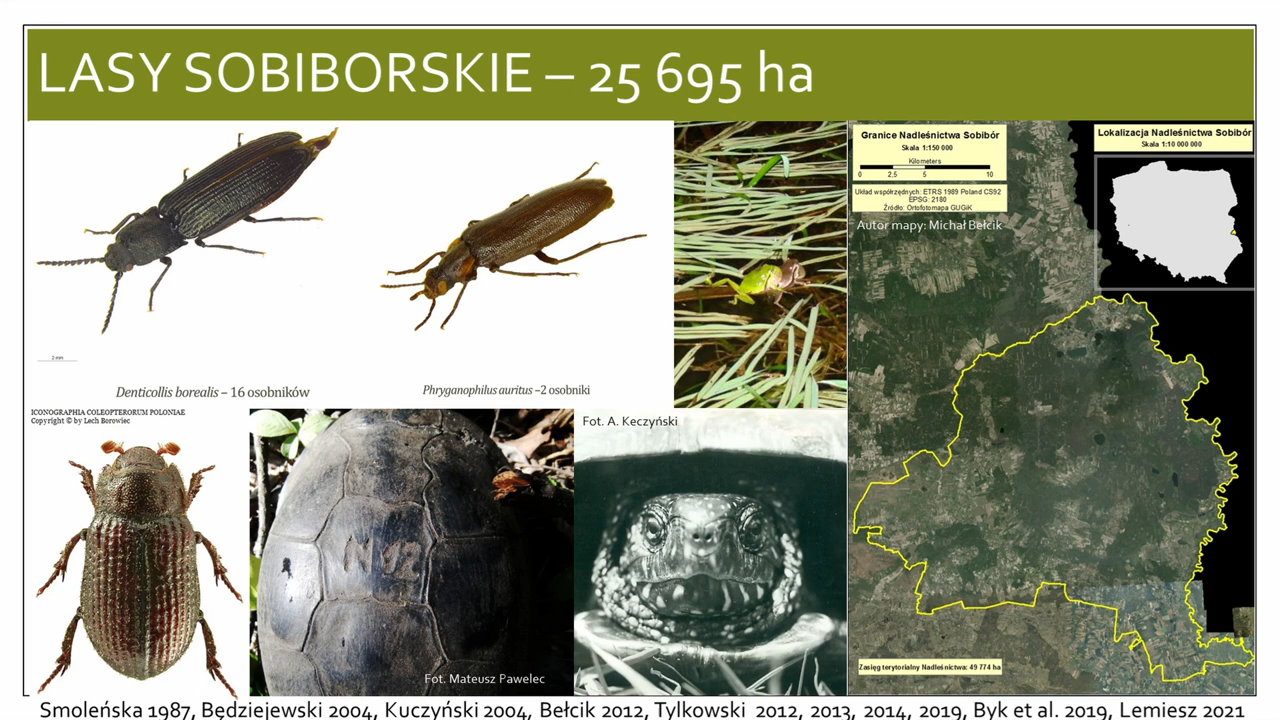 LASY SOBIBORSKIE – 25 695 ha
2 mm
Denticollis borealis – 16 osobników
Phryganophilus auritus –2 osobniki
Granice Nadleśnictwa Sobibór
Skala 1:150 000
Kilometers
0 2,5 5 10
Układ współrzędnych: ETRS 1989 Poland CS92
EPSG: 2180
Źródło: Ortofotomapa GUGiK
Autor mapy: Michał Bełcik
Lokalizacja Nadleśnictwa Sobibór
Skala 1:10 000 000
ICONOGRAPHIA COLEOPTERORUM POLONIAE
Copyright © by Lech Borowiec
N 92
Fot. Mateusz Pawelec
Fot. A. Keczyński
Zasięg terytorialny Nadleśnictwa: 49 774 ha
Smoleńska 1987, Będziejewski 2004, Kuczyński 2004, Bełcik 2012, Tylkowski 2012, 2013, 2014, 2019, Byk et al. 2019, Lemiesz 2021